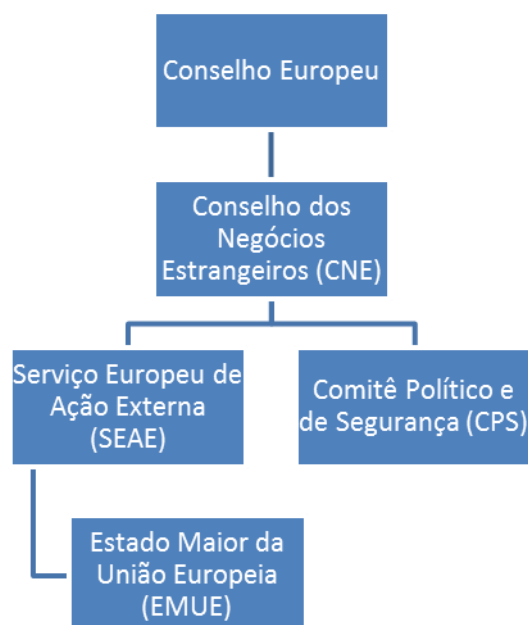 Conselho Europeu
Conselho dos
Negócios
Estrangeiros (CNE)
Serviço Europeu de
Ação Externa
(SEAE)
Comitê Político e
de Segurança (CPS)
Estado Maior da
União Europeia
(EMUE)